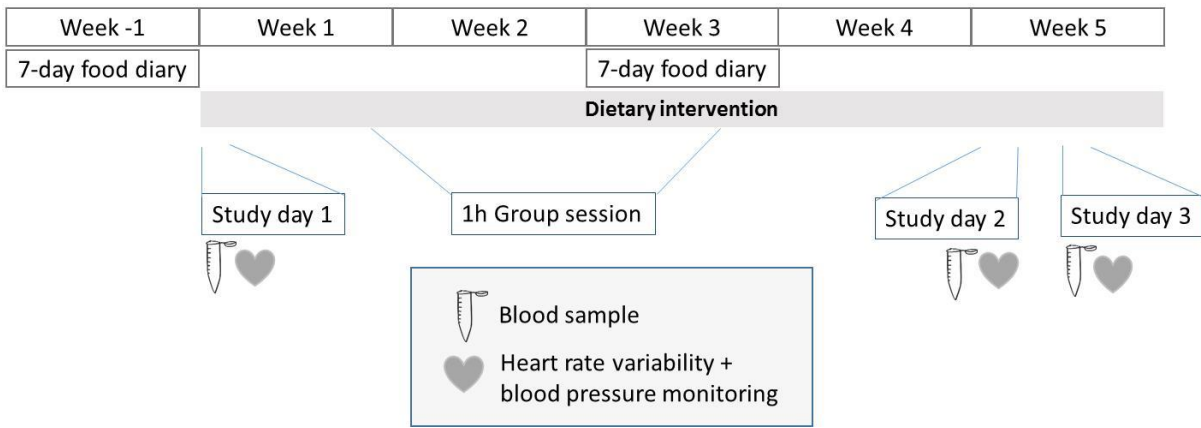 Week -1 Week 1 Week 2 Week 3 Week 4 Week 5
7-day food diary 7-day food diary
Dietary intervention
Study day 1 1h Group session Study day 2 Study day 3
Blood sample
Heart rate variability +
blood pressure monitoring